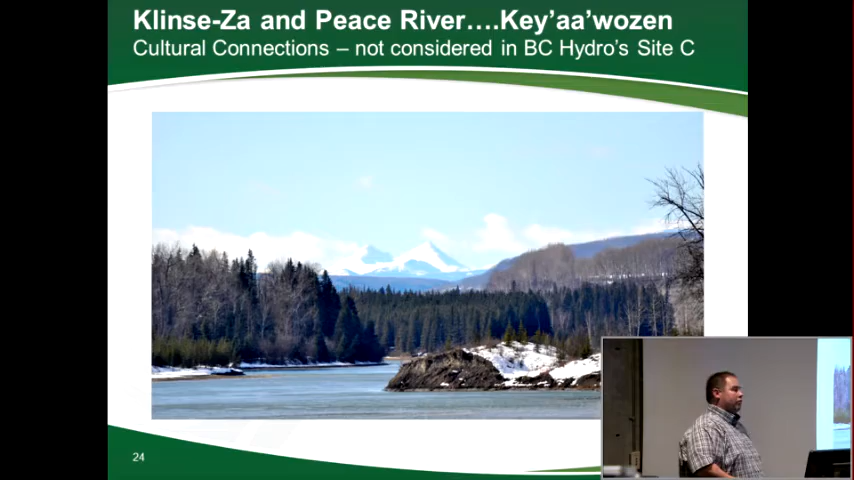 Klinse-Za and Peace River….Key’aa’wozen
Cultural Connections – not considered in BC Hydro’s Site C
24